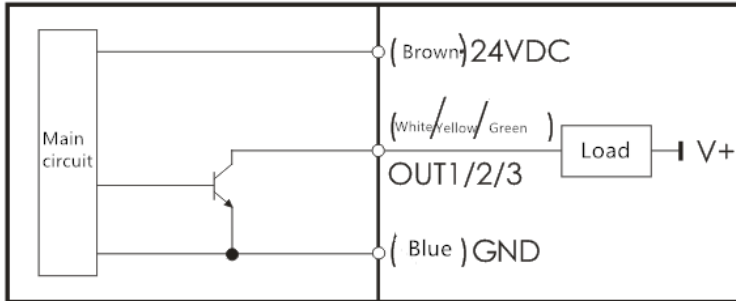 (Brown) 24VDC
Main circuit
(White/Yellow/Green)
Load
V+
OUT1/2/3
(Blue) GND